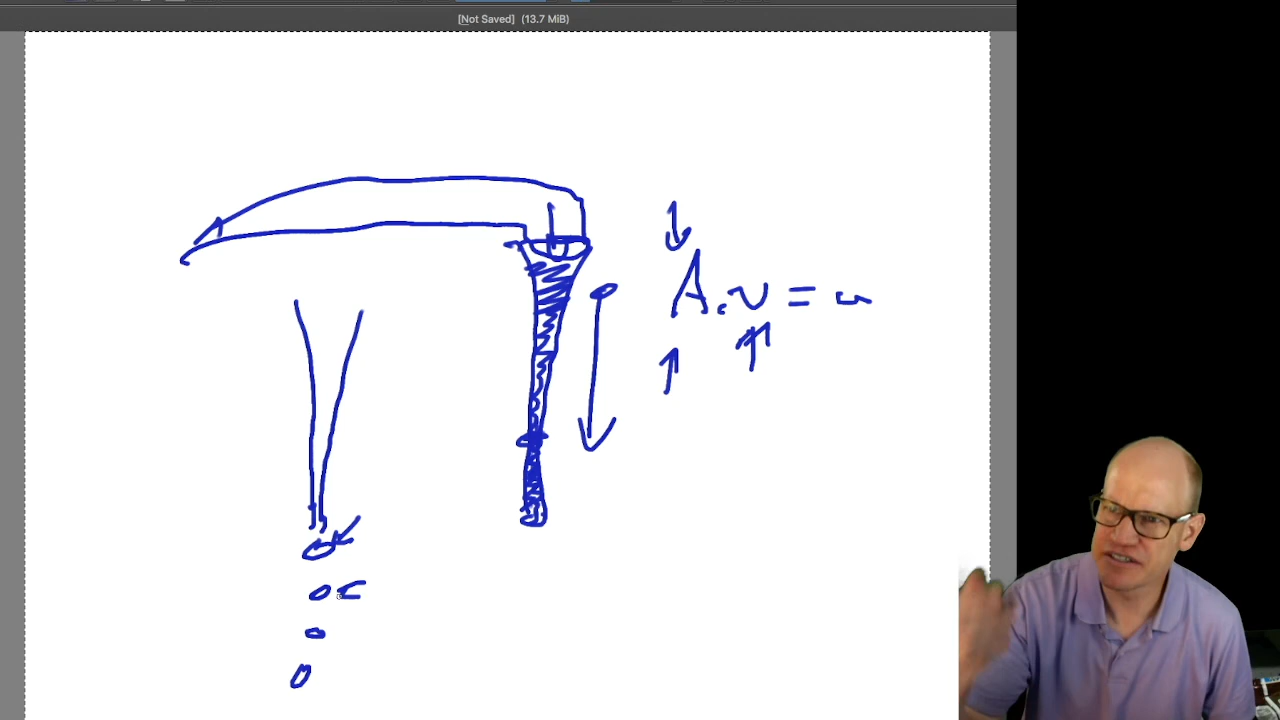 [Not Saved] (13.7 MiB)
A. v =